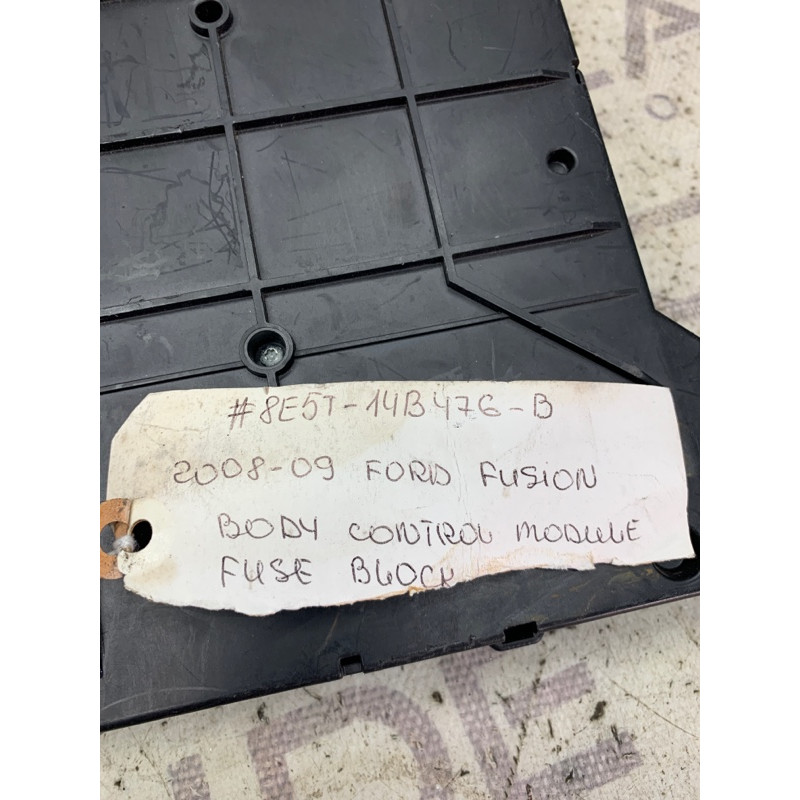 #8E5T-14B476-B
2008-09 FORD FUSION
BODY CONTROL MODULE
FUSE BLOCK